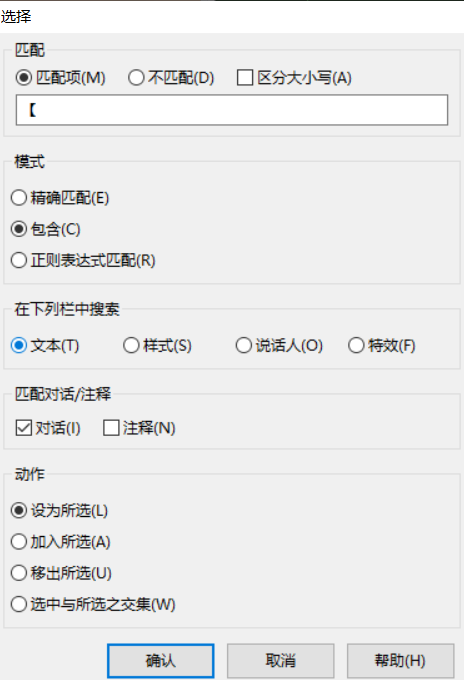 选择
匹配
匹配项(M) 不匹配(D) 区分大小写(A)
【
模式
精确匹配(E)
包含(C)
正则表达式匹配(R)
在下列栏中搜索
文本(T) 样式(S) 说话人(O) 特效(F)
匹配对话/注释
对话(I) 注释(N)
动作
设为所选(L)
加入所选(A)
移出所选(U)
选中与所选之交集(W)
确认 取消 帮助(H)